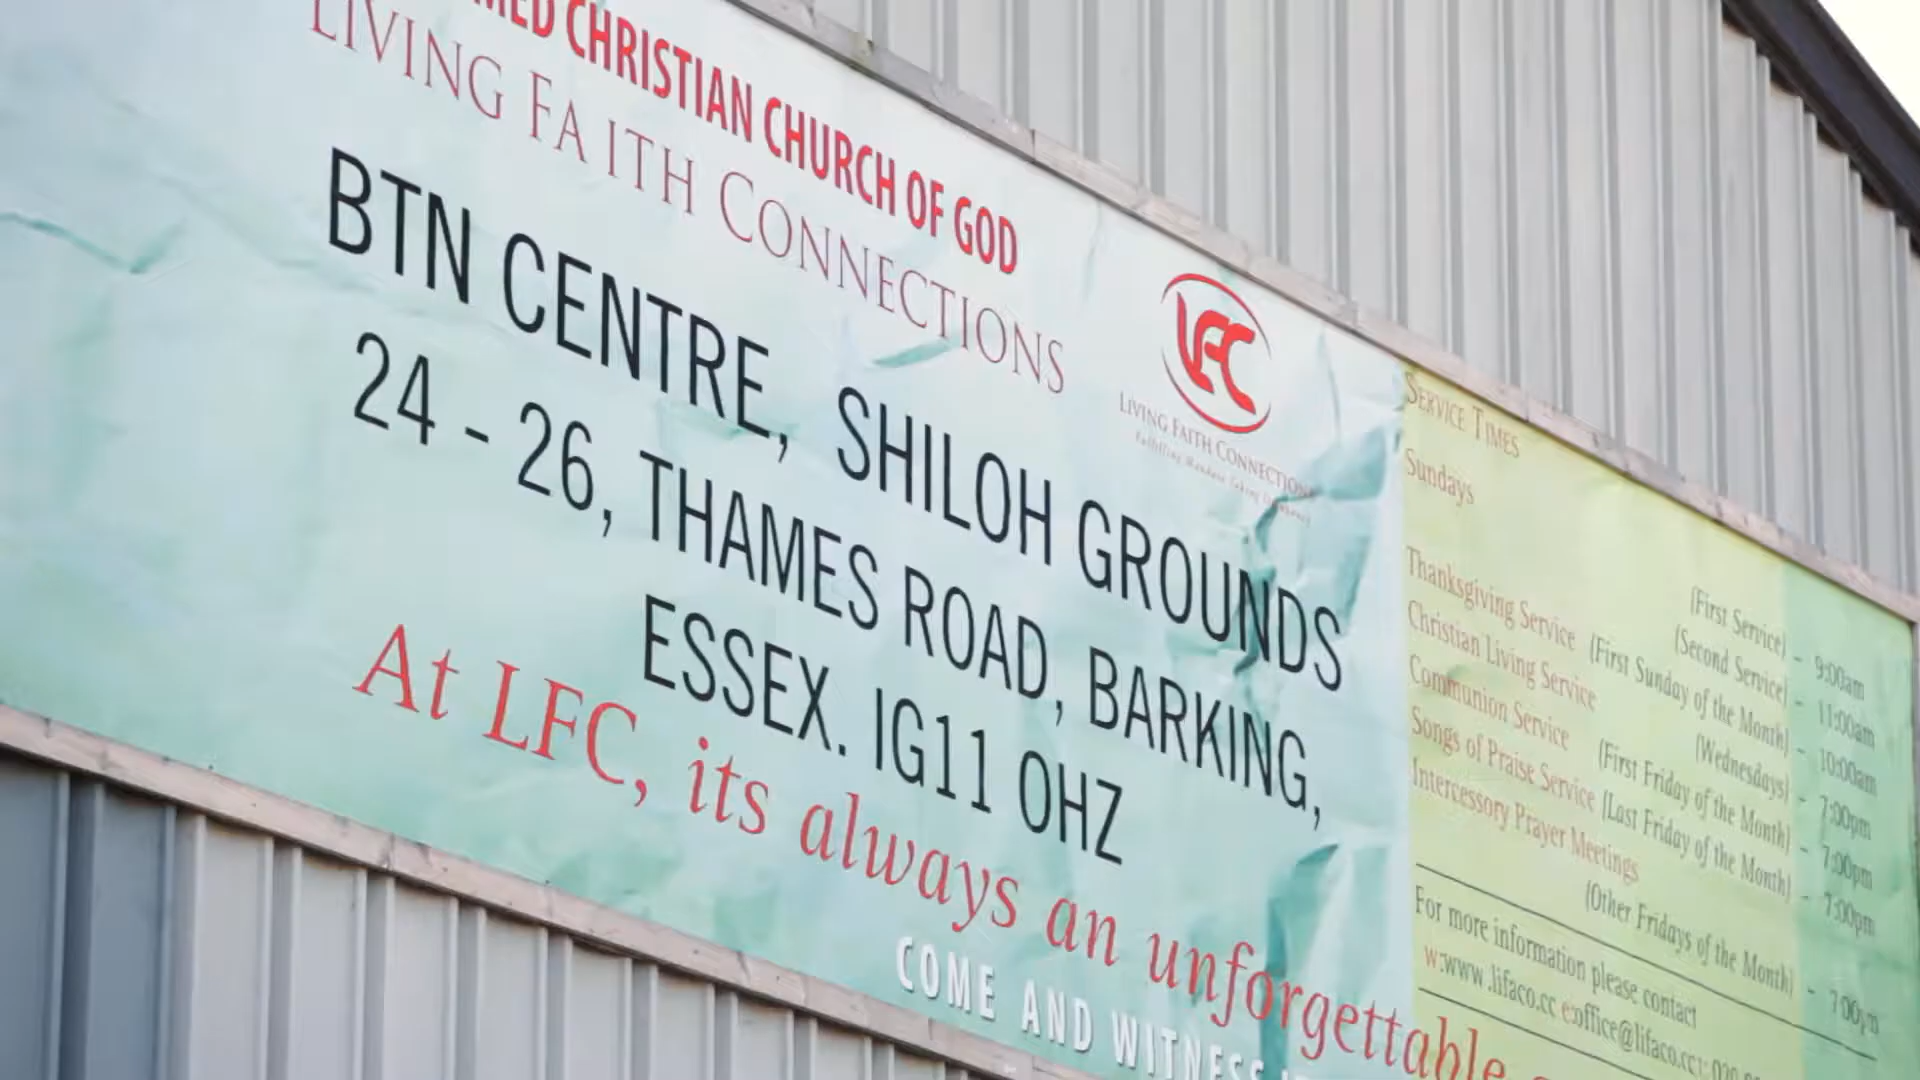 CHRISTIAN CHURCH OF GOD
LIVING FAITH CONNECTIONS
BTN CENTRE, SHILOH GROUNDS
24 - 26, THAMES ROAD, BARKING,
ESSEX. IG11 0HZ
At LFC, its always an unforgettable
COME AND WITNESS
LFC
LIVING FAITH CONNECTIONS
SERVICE TIMES
Sundays
(First Service) - 9:00am
(Second Service) - 11:00am
Thanksgiving Service (First Sunday of the Month) - 10:00am
Christian Living Service (Wednesdays) - 7:00pm
Communion Service (First Friday of the Month) - 7:00pm
Songs of Praise Service (Last Friday of the Month) - 7:00pm
Intercessory Prayer Meetings
(Other Fridays of the Month) - 7:00pm
For more information please contact
w:www.lifaco.cc e:office@lifaco.cc t: